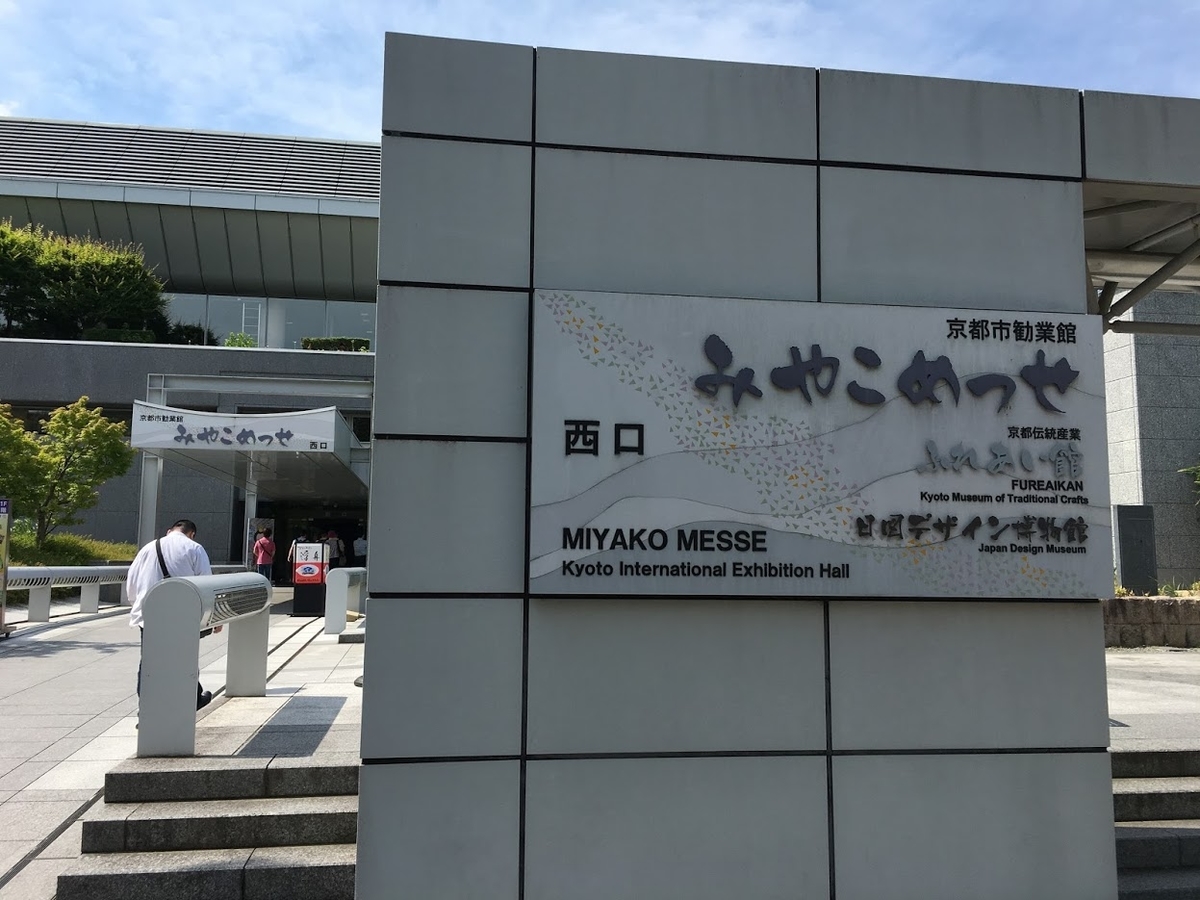 京都市勧業館
みやこめっせ
西口
京都伝統産業
ふれあい館
FUREAIKAN
Kyoto Museum of Traditional Crafts
日図デザイン博物館
Japan Design Museum
MIYAKO MESSE
Kyoto International Exhibition Hall
京都市勧業館
みやこめっせ
西口